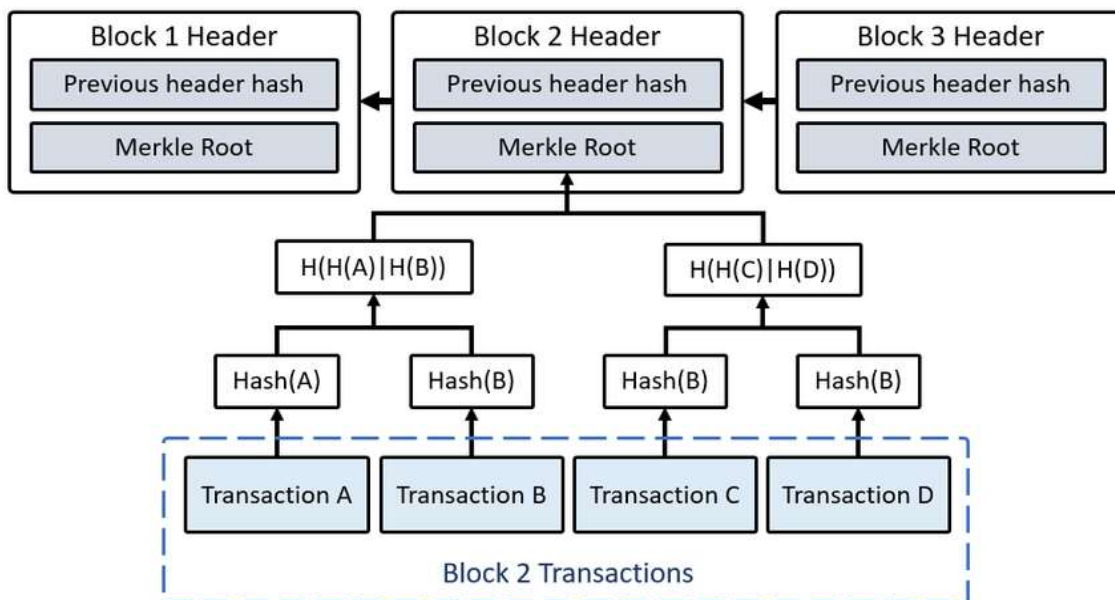 Block 1 Header
Block 2 Header
Block 3 Header
Previous header hash
Previous header hash
Previous header hash
Merkle Root
Merkle Root
Merkle Root
H(H(A)|H(B))
H(H(C)|H(D))
Hash(A)
Hash(B)
Hash(B)
Hash(B)
Transaction A
Transaction B
Transaction C
Transaction D
Block 2 Transactions